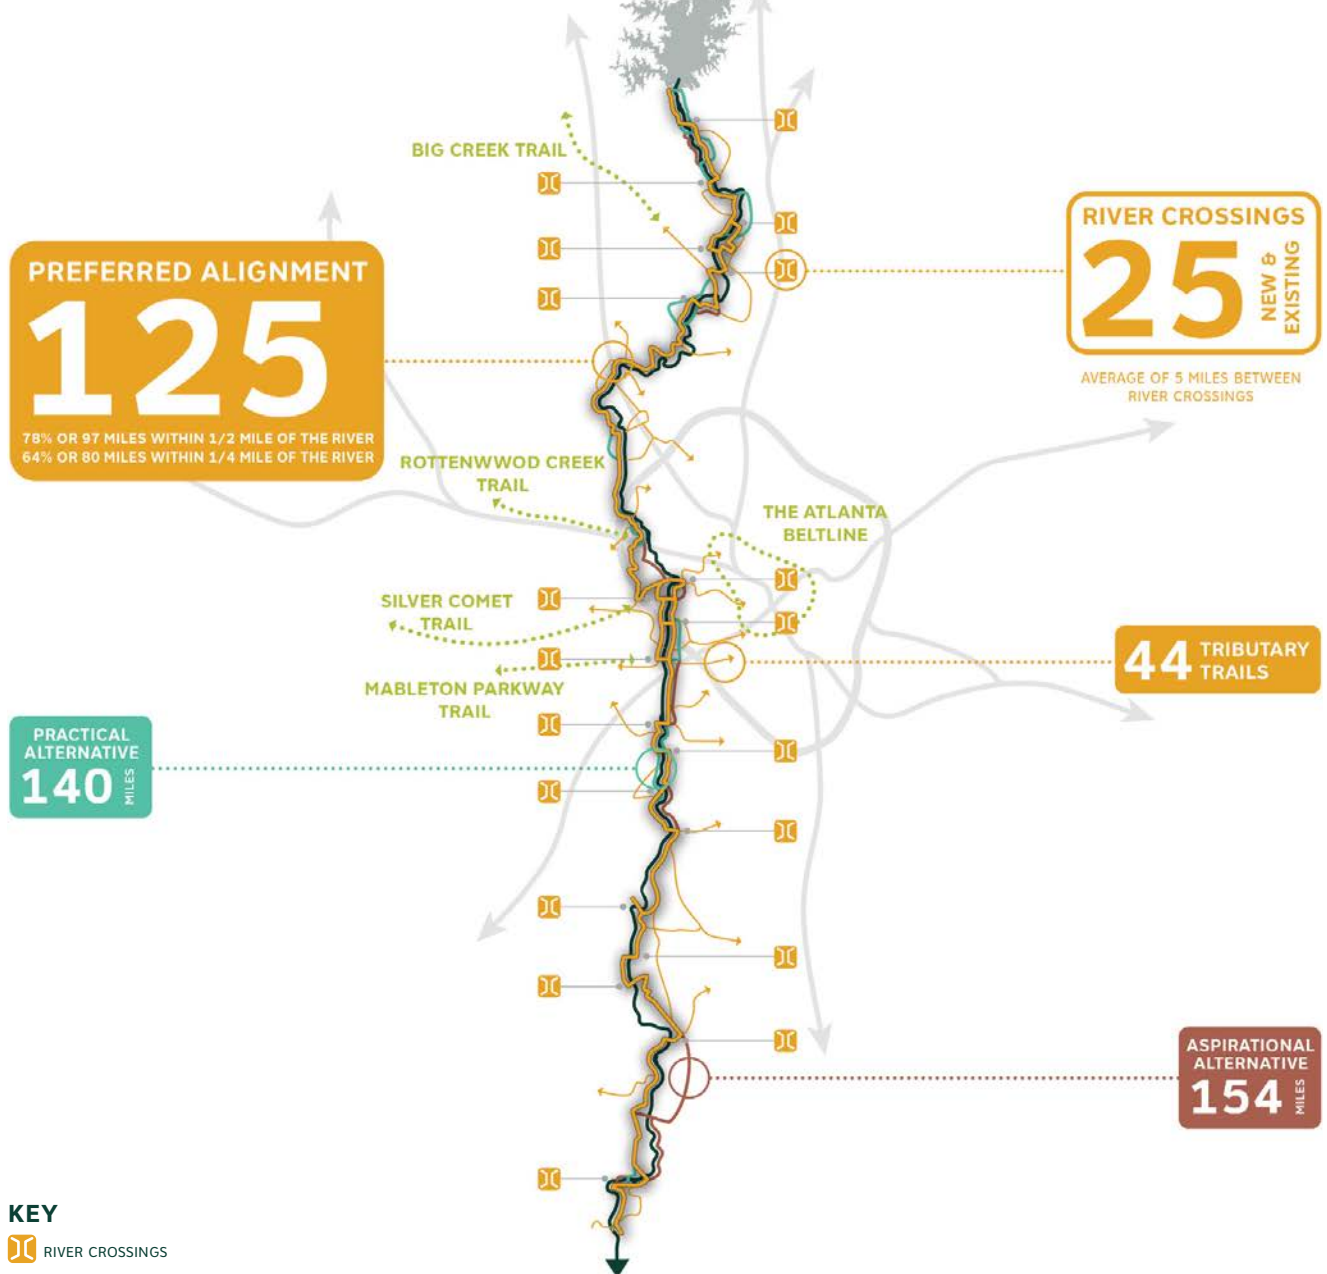 BIG CREEK TRAIL
RIVER CROSSINGS
25
NEW &
EXISTING
AVERAGE OF 5 MILES BETWEEN
RIVER CROSSINGS
PREFERRED ALIGNMENT
125
78% OR 97 MILES WITHIN 1/2 MILE OF THE RIVER
64% OR 80 MILES WITHIN 1/4 MILE OF THE RIVER
ROTTENWWOD CREEK
TRAIL
THE ATLANTA
BELTLINE
SILVER COMET
TRAIL
44 TRIBUTARY
TRAILS
MABLETON PARKWAY
TRAIL
PRACTICAL
ALTERNATIVE
140 MILES
ASPIRATIONAL
ALTERNATIVE
154 MILES
KEY
RIVER CROSSINGS